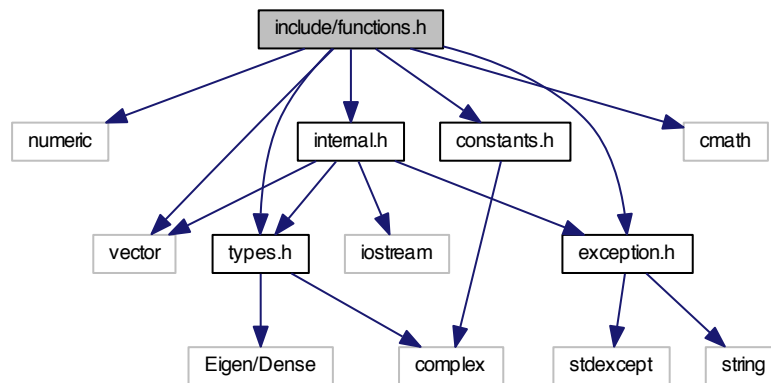 include/functions.h
numeric
internal.h
constants.h
cmath
vector
types.h
iostream
exception.h
Eigen/Dense
complex
stdexcept
string